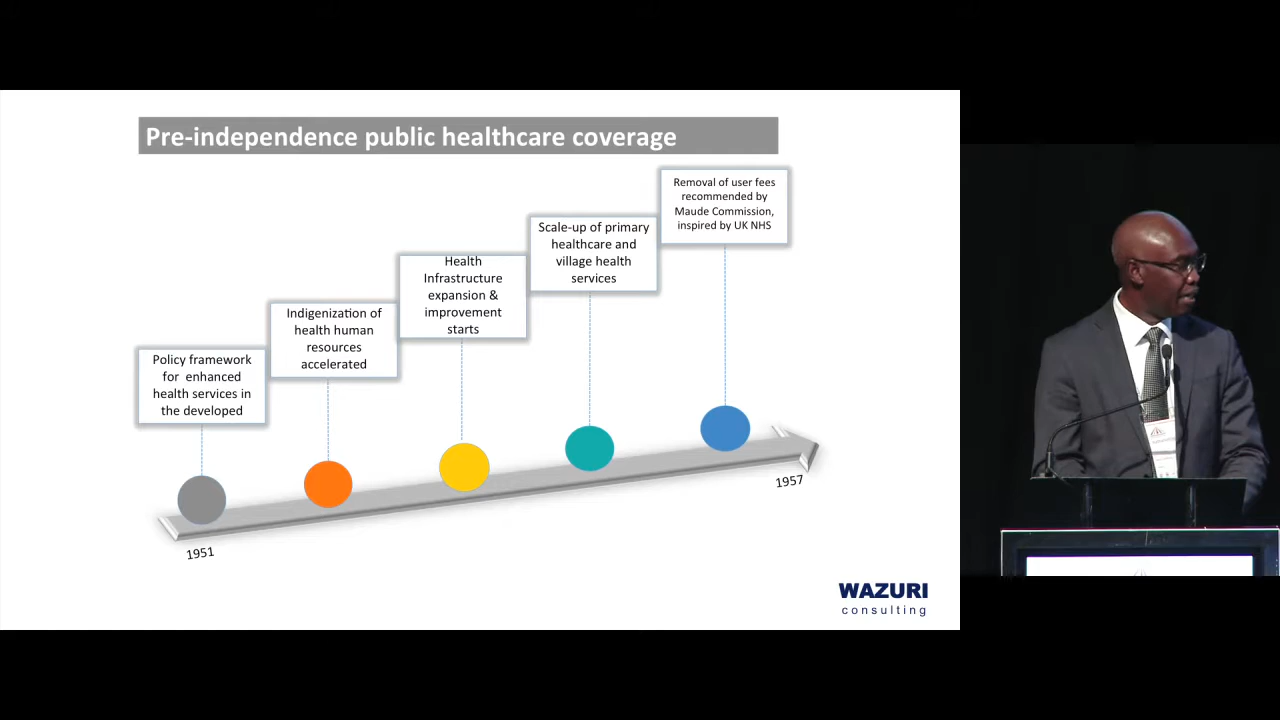 Pre-independence public healthcare coverage
Policy framework
for enhanced
health services in
the developed
Indigenization of
health human
resources
accelerated
Health
Infrastructure
expansion &
improvement
starts
Scale-up of primary
healthcare and
village health
services
Removal of user fees
recommended by
Maude Commission,
inspired by UK NHS
1951
1957
WAZURI
consulting